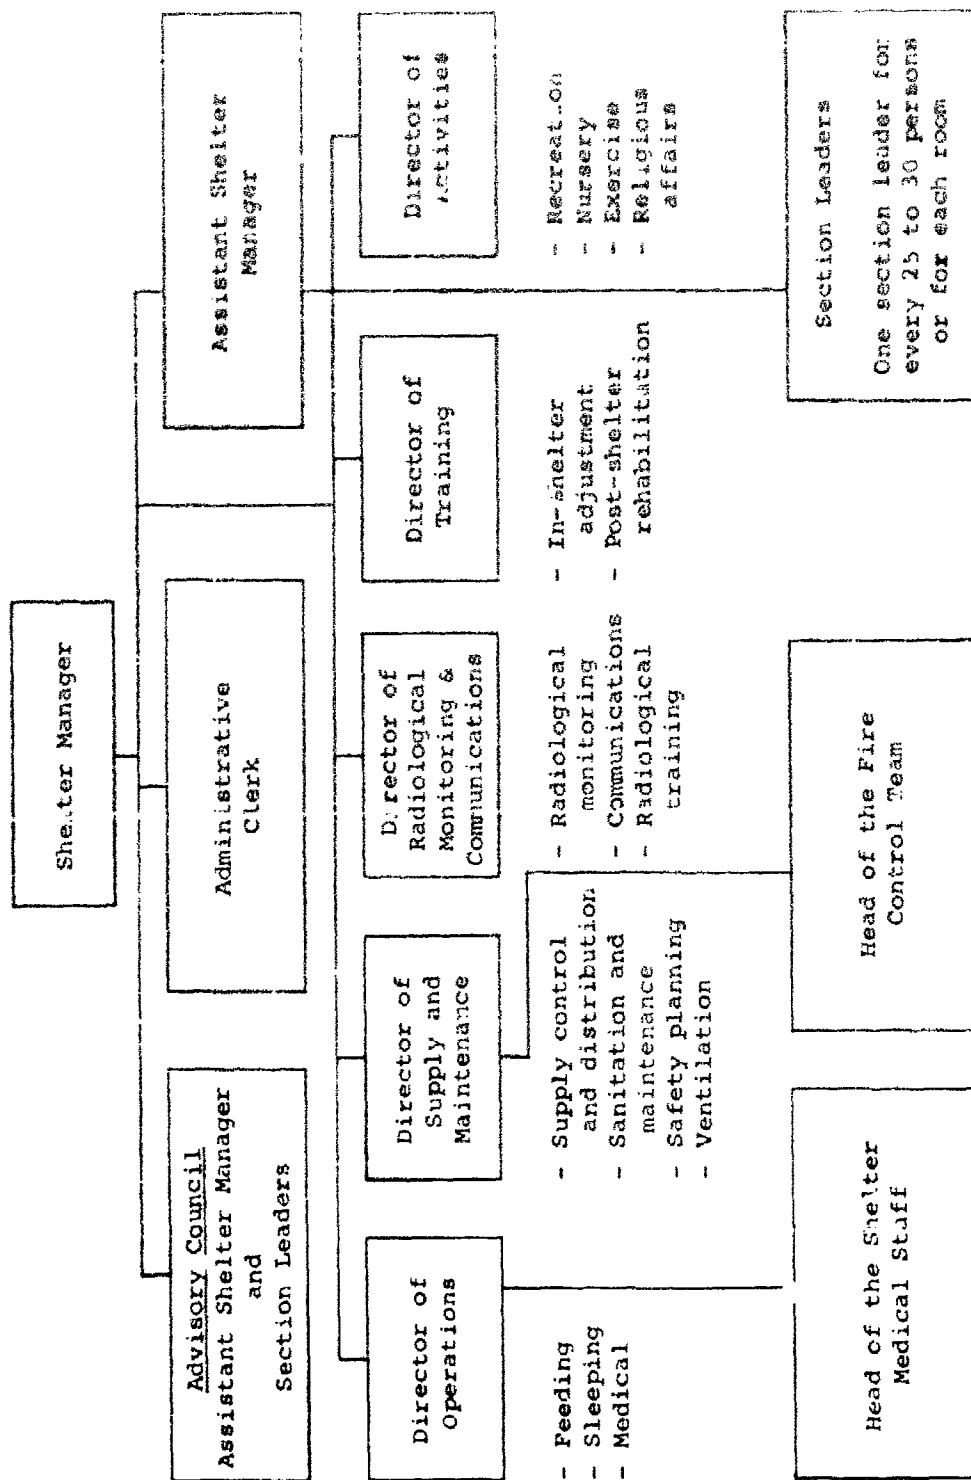 Shelter Manager
Advisory Council
Assistant Shelter Manager
and
Section Leaders
Administrative
Clerk
Assistant Shelter
Manager
Director of
Operations
- Feeding
- Sleeping
- Medical
Director of
Supply and
Maintenance
- Supply control
and distribution
- Sanitation and
maintenance
- Safety planning
- Ventilation
Director of
Radiological
Monitoring &
Communications
- Radiological
monitoring
- Communications
- Radiological
training
Director of
Training
- In-shelter
adjustment
- Post-shelter
rehabilitation
Director of
Activities
- Recreation
- Nursery
- Exercise
- Religious
affairs
Head of the Shelter
Medical Staff
Head of the Fire
Control Team
Section Leaders
One section leader for
every 25 to 30 persons
or for each room